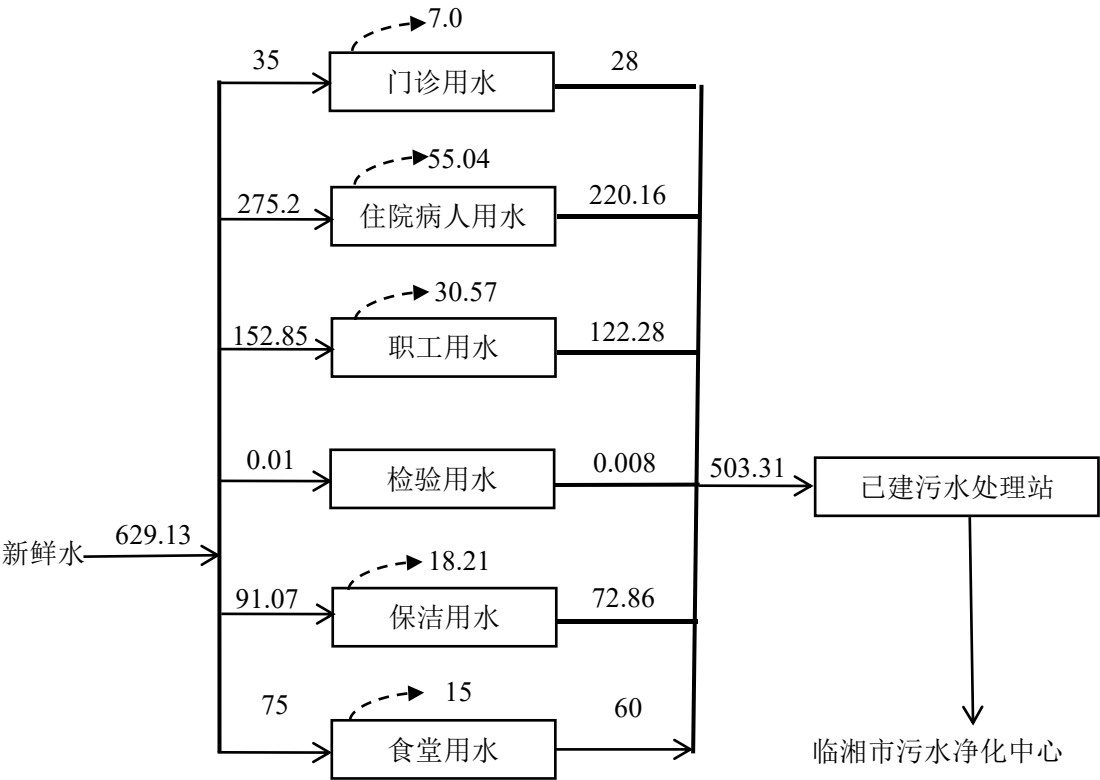 7.0
35
门诊用水
28
55.04
275.2
住院病人用水
220.16
30.57
152.85
职工用水
122.28
0.01
检验用水
0.008
503.31
已建污水处理站
新鲜水
629.13
18.21
91.07
保洁用水
72.86
15
75
食堂用水
60
临湘市污水净化中心